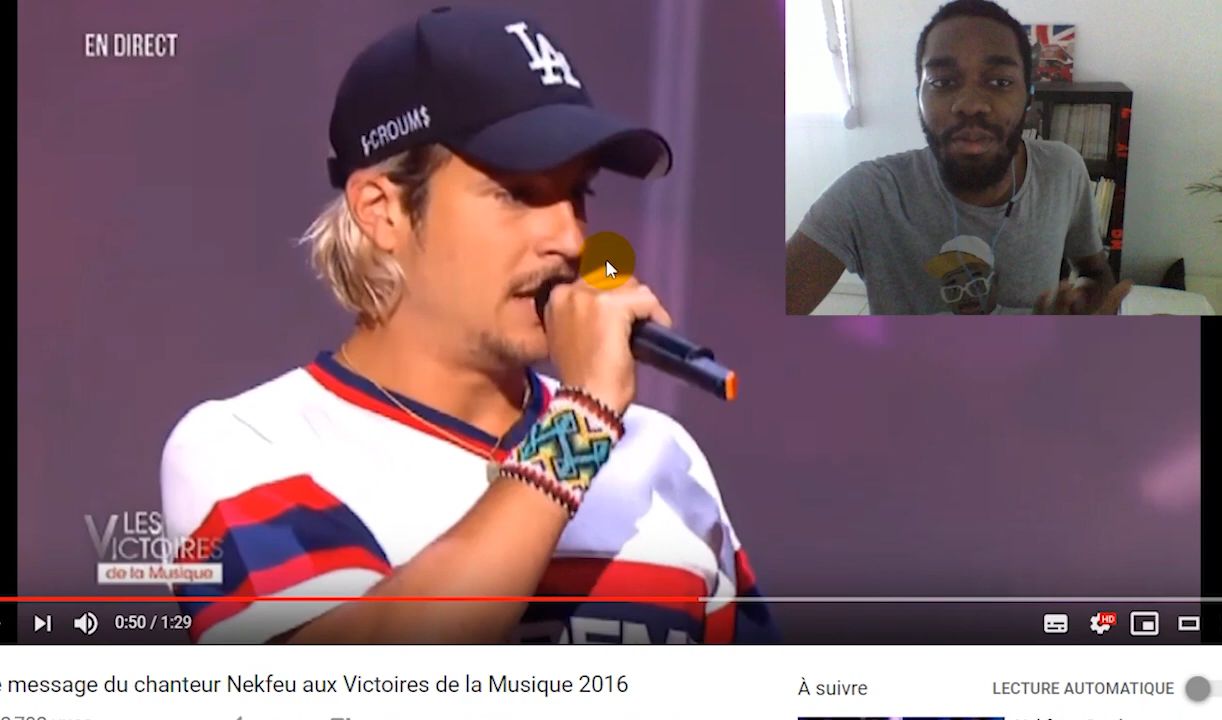 EN DIRECT
LA
$-CROUM$
LES
VICTOIRES
de la Musique
0:50 / 1:29
HD
message du chanteur Nekfeu aux Victoires de la Musique 2016
À suivre
LECTURE AUTOMATIQUE